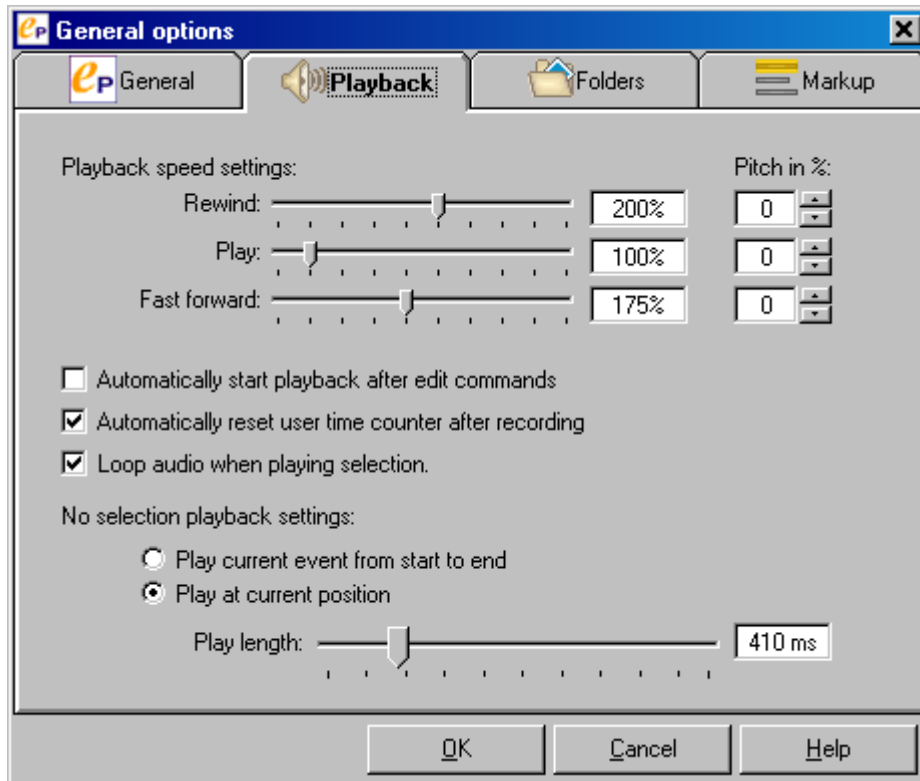 eP General options
eP General Playback Folders Markup
Playback speed settings: Pitch in %:
Rewind: 200% 0
Play: 100% 0
Fast forward: 175% 0
Automatically start playback after edit commands
Automatically reset user time counter after recording
Loop audio when playing selection.
No selection playback settings:
Play current event from start to end
Play at current position
Play length: 410 ms
OK Cancel Help